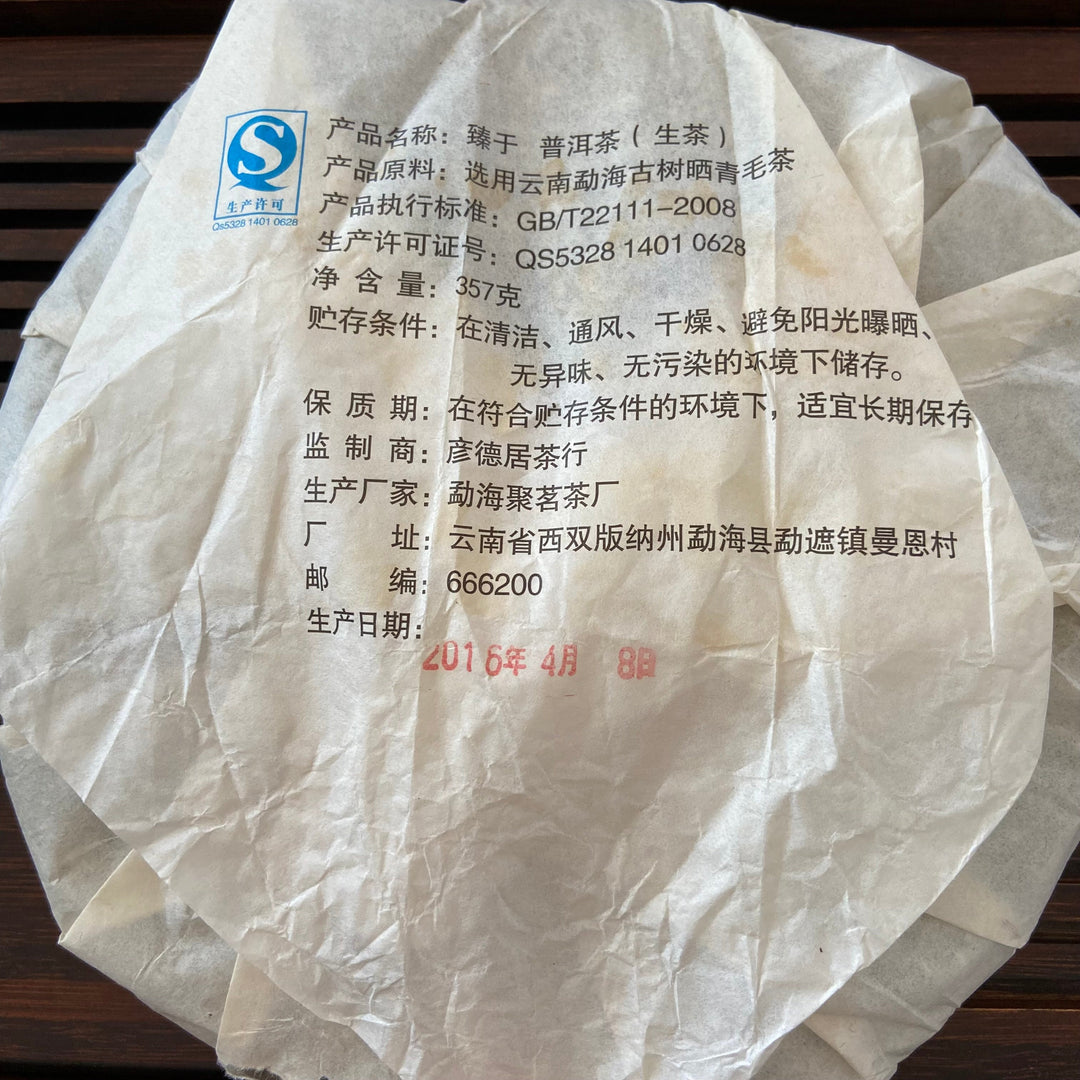 生产许可
Qs5328 1401 0628
产品名称：臻于 普洱茶（生茶）
产品原料：选用云南勐海古树晒青毛茶
产品执行标准：GB/T22111-2008
生产许可证号：QS5328 1401 0628
净含量：357克
贮存条件：在清洁、通风、干燥、避免阳光曝晒、
无异味、无污染的环境下储存。
保质期：在符合贮存条件的环境下，适宜长期保存
监制商：彦德居茶行
生产厂家：勐海聚茗茶厂
厂址：云南省西双版纳州勐海县勐遮镇曼恩村
邮编：666200
生产日期：
2016年 4月 8日